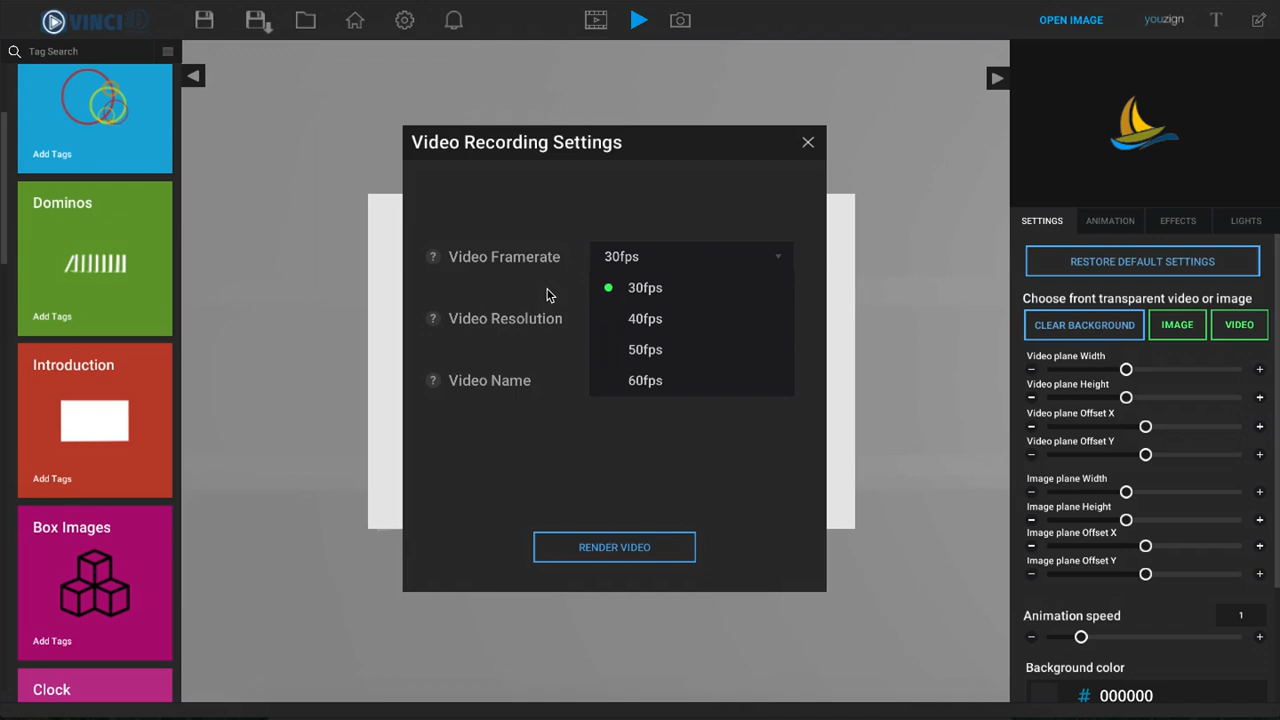 VINCI3D
OPEN IMAGE
youzign
T
Tag Search
Add Tags
Dominos
Add Tags
Introduction
Add Tags
Box Images
Add Tags
Clock
Video Recording Settings
? Video Framerate
30fps
30fps
? Video Resolution
40fps
50fps
? Video Name
60fps
RENDER VIDEO
SETTINGS ANIMATION EFFECTS LIGHTS
RESTORE DEFAULT SETTINGS
Choose front transparent video or image
CLEAR BACKGROUND IMAGE VIDEO
Video plane Width
Video plane Height
Video plane Offset X
Video plane Offset Y
Image plane Width
Image plane Height
Image plane Offset X
Image plane Offset Y
Animation speed 1
Background color
# 000000